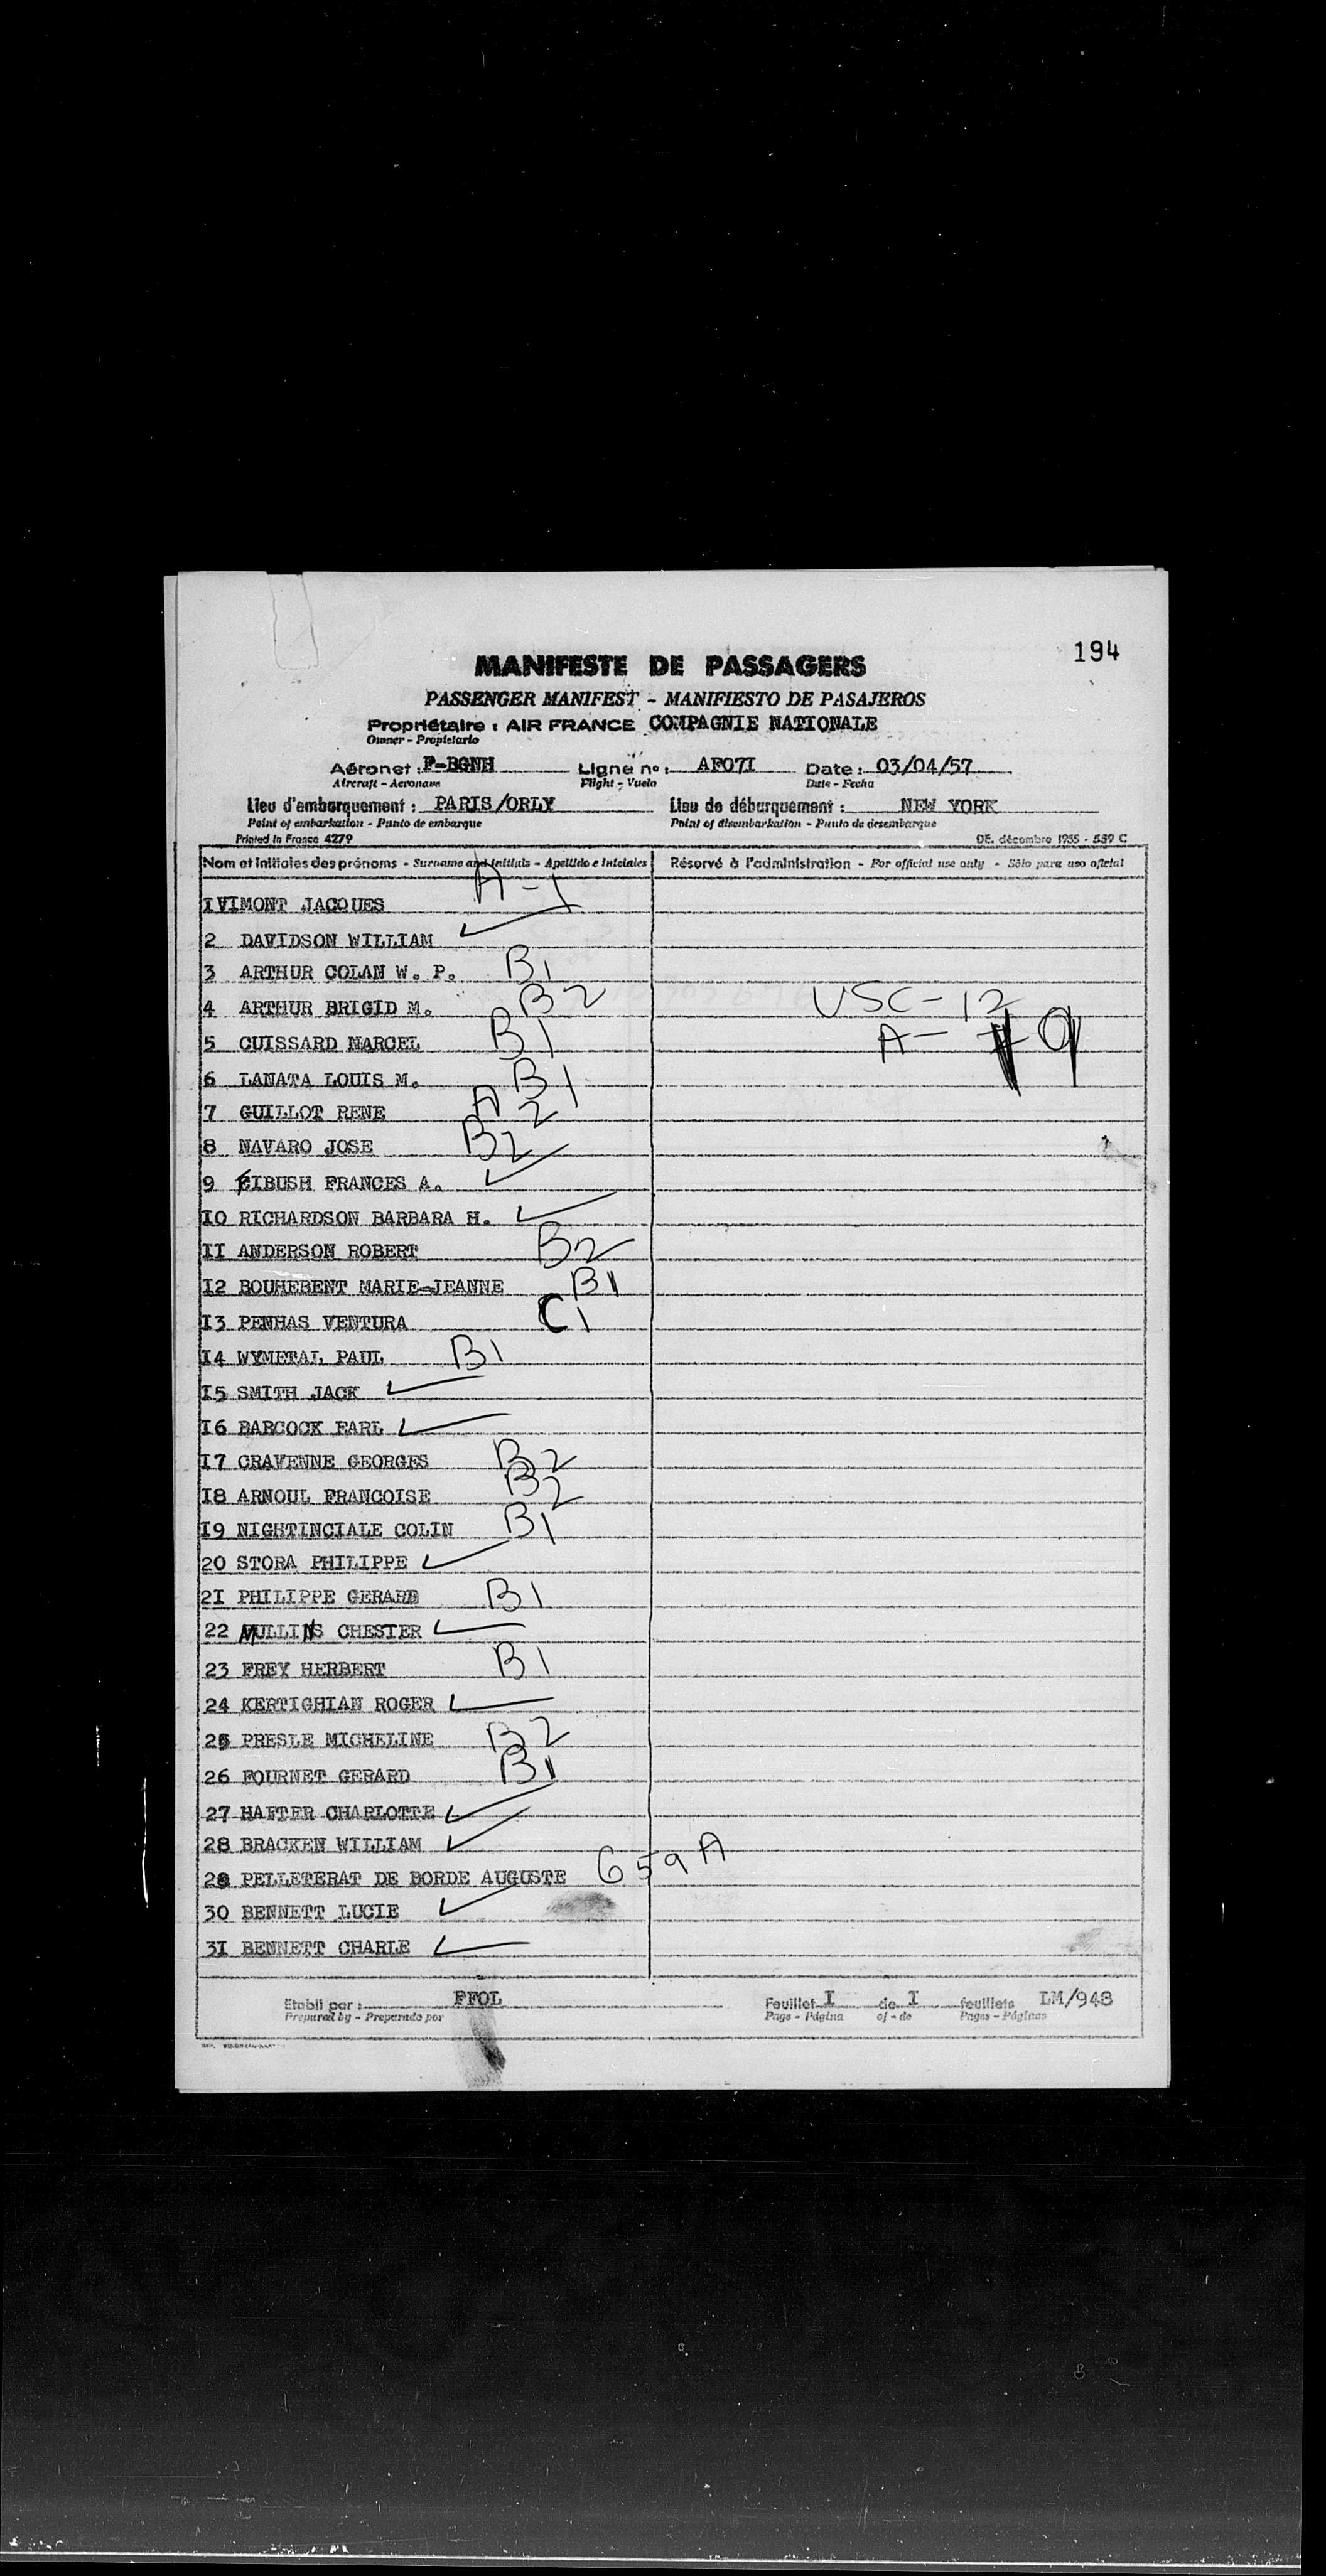 194
MANIFESTE DE PASSAGERS
PASSENGER MANIFEST - MANIFIESTO DE PASAJEROS
Propriétaire : AIR FRANCE COMPAGNIE NATIONALE
Owner - Propietario
Aéronef : F-BGNH Ligne no : AF07I Date : 03/04/57
Aircraft - Aeronave Flight - Vuelo Date - Fecha
Lieu d'embarquement : PARIS/ORLY Lieu de débarquement : NEW YORK
Point of embarkation - Punto de embarque Point of disembarkation - Punto de desembarque
Printed in France 4279 DE. décembre 1955 - 539 C
Nom et initiales des prénoms - Surname and initials - Apellido e iniciales Réservé à l'administration - For official use only - Sólo para uso oficial
I VIMONT JACQUES A-1
2 DAVIDSON WILLIAM ✓
3 ARTHUR COLAN W. P. B1
4 ARTHUR BRIGID M. B2 USC-12
5 CUISSARD MARCEL B1 A-
6 LANATA LOUIS M. B1
7 GUILLOT RENE A 21
8 NAVARO JOSE B2
9 FIBUSH FRANCES A. ✓
I0 RICHARDSON BARBARA H. ✓
II ANDERSON ROBERT B2
I2 BOUHEBENT MARIE-JEANNE B1
I3 PENHAS VENTURA C1
I4 WYMETAL PAUL B1
I5 SMITH JACK ✓
I6 BABCOCK EARL ✓
I7 CRAVENNE GEORGES B2
I8 ARNOUL FRANCOISE B2
I9 NIGHTINCIALE COLIN B1
20 STORA PHILIPPE ✓
2I PHILIPPE GERARD B1
22 MULLINS CHESTER ✓
23 FREY HERBERT B1
24 KERTIGHIAN ROGER ✓
25 PRESLE MICHELINE B2
26 FOURNET GERARD B1
27 HAFTER CHARLOTTE ✓
28 BRACKEN WILLIAM ✓
29 PELLETERAT DE BORDE AUGUSTE G59A
30 BENNETT LUCIE ✓
3I BENNETT CHARLE ✓
Etabli par : FFOL Feuillet I de I feuillets LM/948
Prepared by - Preparado por Page - Página of - de Pages - Páginas